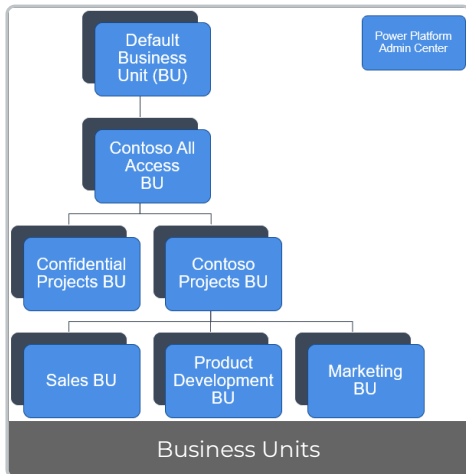 Default
Business
Unit (BU)
Power Platform
Admin Center
Contoso All
Access
BU
Confidential
Projects BU
Contoso
Projects BU
Sales BU
Product
Development
BU
Marketing
BU
Business Units